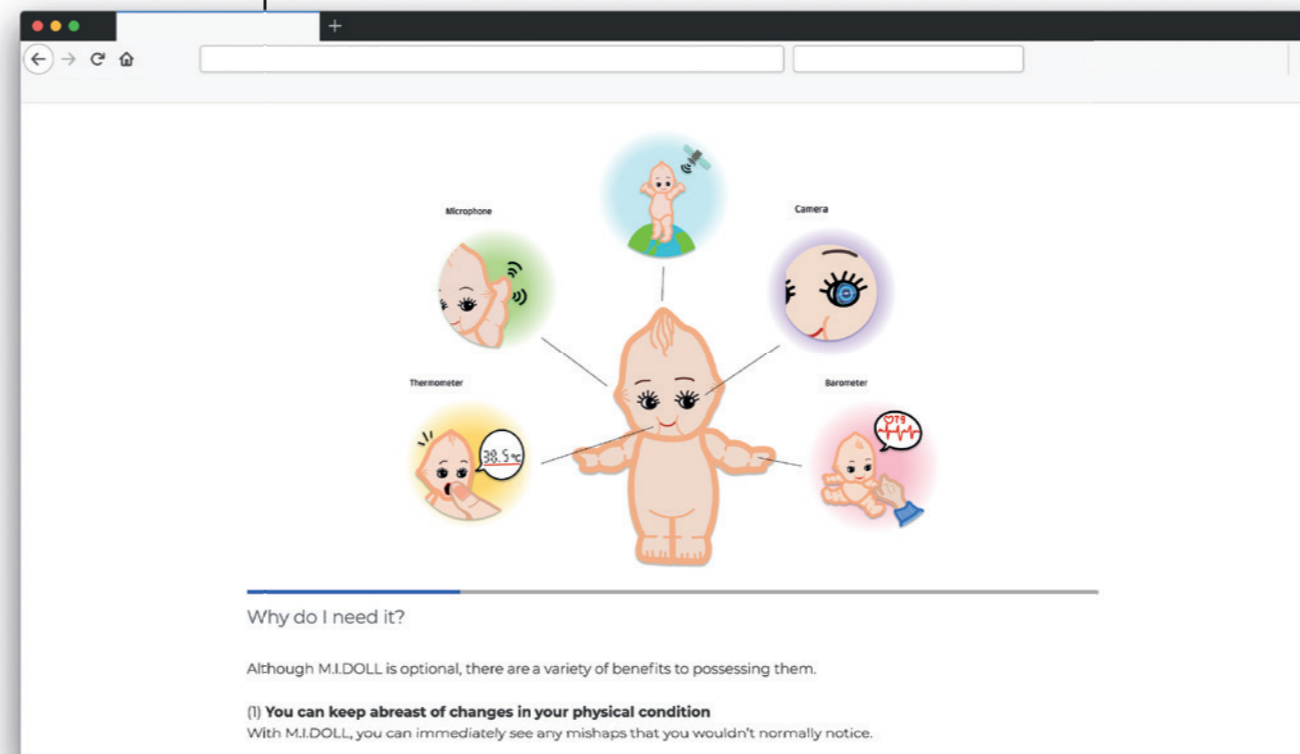 Microphone
Camera
Thermometer
Barometer
38.5℃
♡79
Why do I need it?
Although M.I.DOLL is optional, there are a variety of benefits to possessing them.
(1) You can keep abreast of changes in your physical condition
With M.I.DOLL, you can immediately see any mishaps that you wouldn't normally notice.